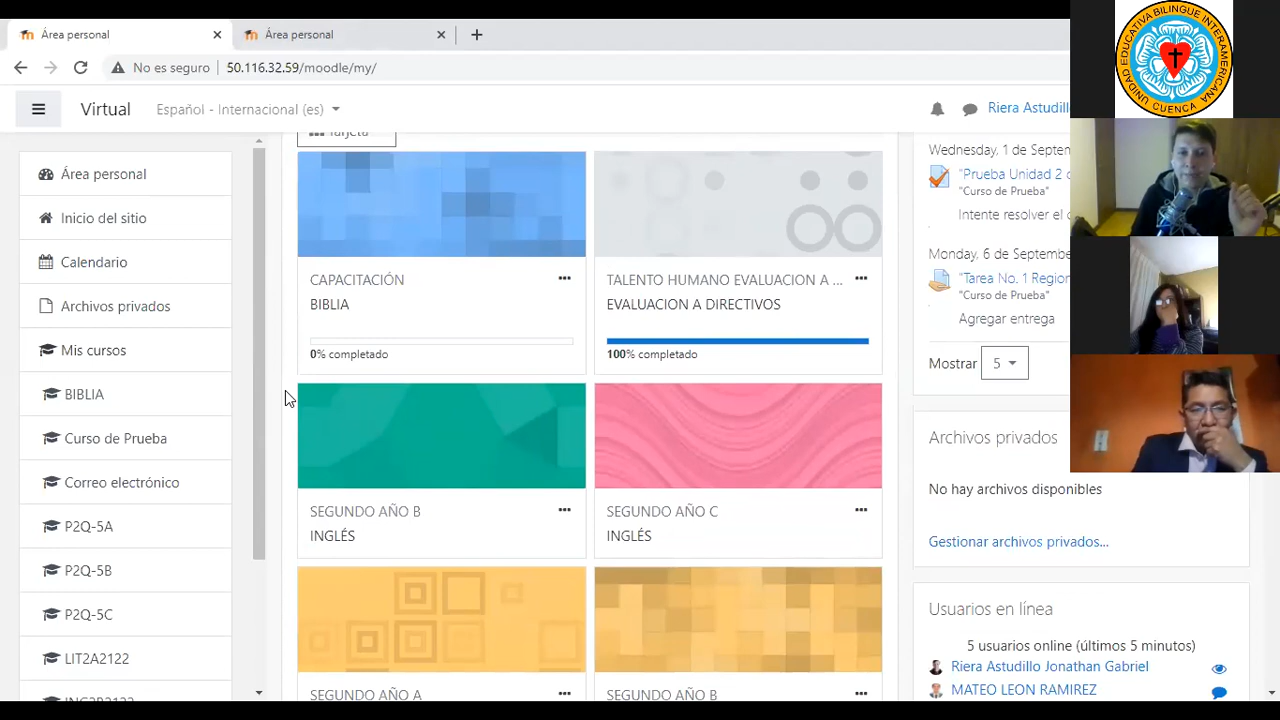 Área personal
Área personal
No es seguro
50.116.32.59/moodle/my/
UNIDAD EDUCATIVA BILINGUE INTERAMERICANA CUENCA
Virtual
Español - Internacional (es)
Riera Astudillo
Tarjeta
Área personal
Inicio del sitio
Calendario
Archivos privados
Mis cursos
BIBLIA
Curso de Prueba
Correo electrónico
P2Q-5A
P2Q-5B
P2Q-5C
LIT2A2122
CAPACITACIÓN
BIBLIA
0% completado
TALENTO HUMANO EVALUACION A ...
EVALUACION A DIRECTIVOS
100% completado
SEGUNDO AÑO B
INGLÉS
SEGUNDO AÑO C
INGLÉS
SEGUNDO AÑO A
SEGUNDO AÑO B
Wednesday, 1 de Septem
"Prueba Unidad 2 c
"Curso de Prueba"
Intente resolver el c
Monday, 6 de Septembe
"Tarea No. 1 Region
"Curso de Prueba"
Agregar entrega
Mostrar 5
Archivos privados
No hay archivos disponibles
Gestionar archivos privados...
Usuarios en línea
5 usuarios online (últimos 5 minutos)
Riera Astudillo Jonathan Gabriel
MATEO LEON RAMIREZ